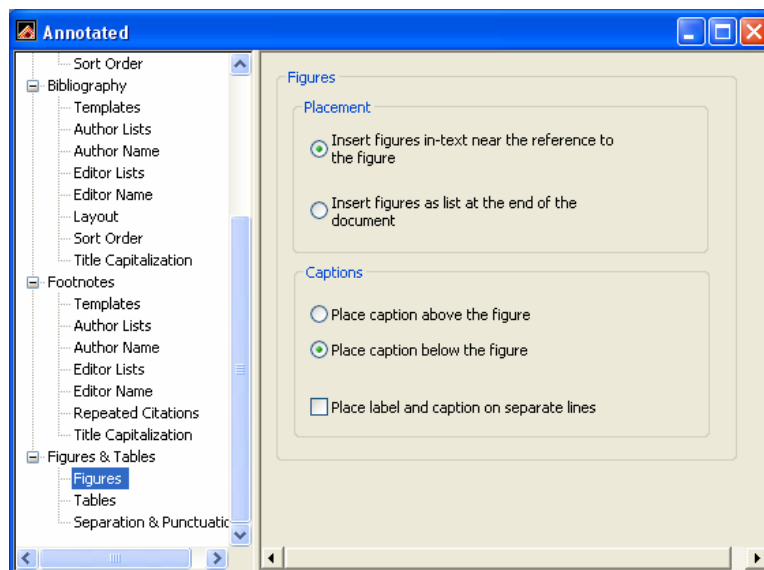 Annotated
Sort Order
Bibliography
Templates
Author Lists
Author Name
Editor Lists
Editor Name
Layout
Sort Order
Title Capitalization
Footnotes
Templates
Author Lists
Author Name
Editor Lists
Editor Name
Repeated Citations
Title Capitalization
Figures & Tables
Figures
Tables
Separation & Punctuatic
Figures
Placement
Insert figures in-text near the reference to
the figure
Insert figures as list at the end of the
document
Captions
Place caption above the figure
Place caption below the figure
Place label and caption on separate lines